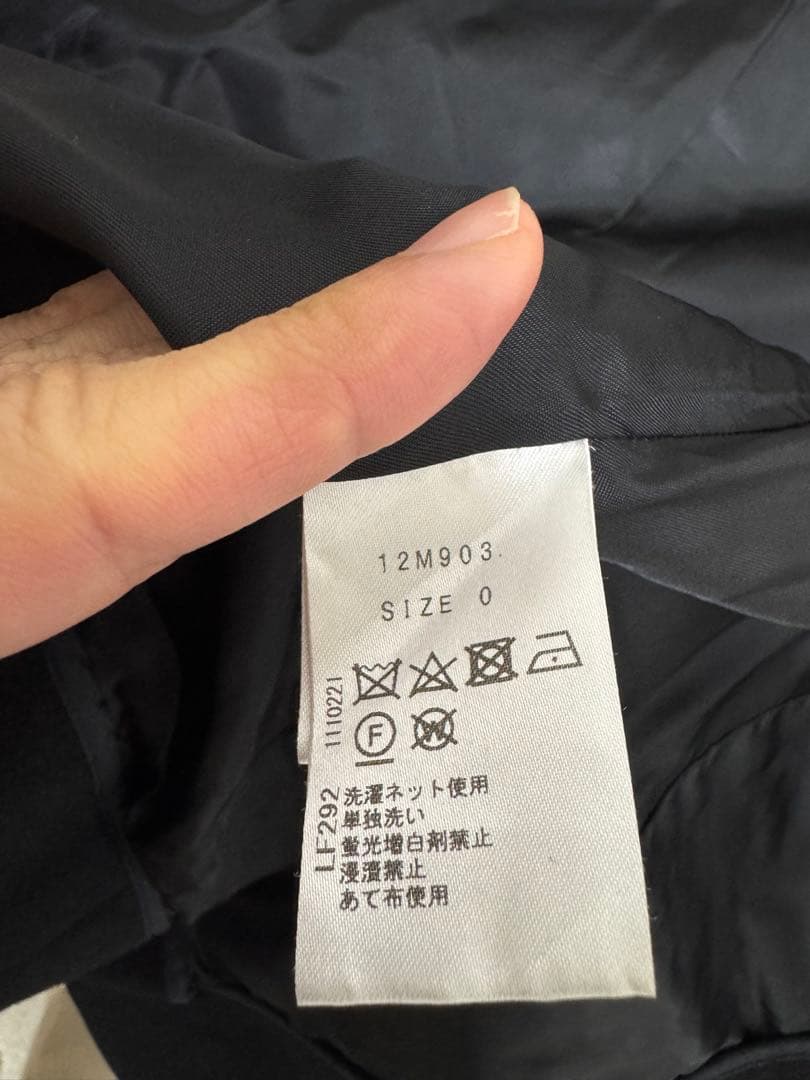 12M903.
SIZE 0
1110221
F
W
LF292
洗濯ネット使用
単独洗い
蛍光増白剤禁止
浸漬禁止
あて布使用